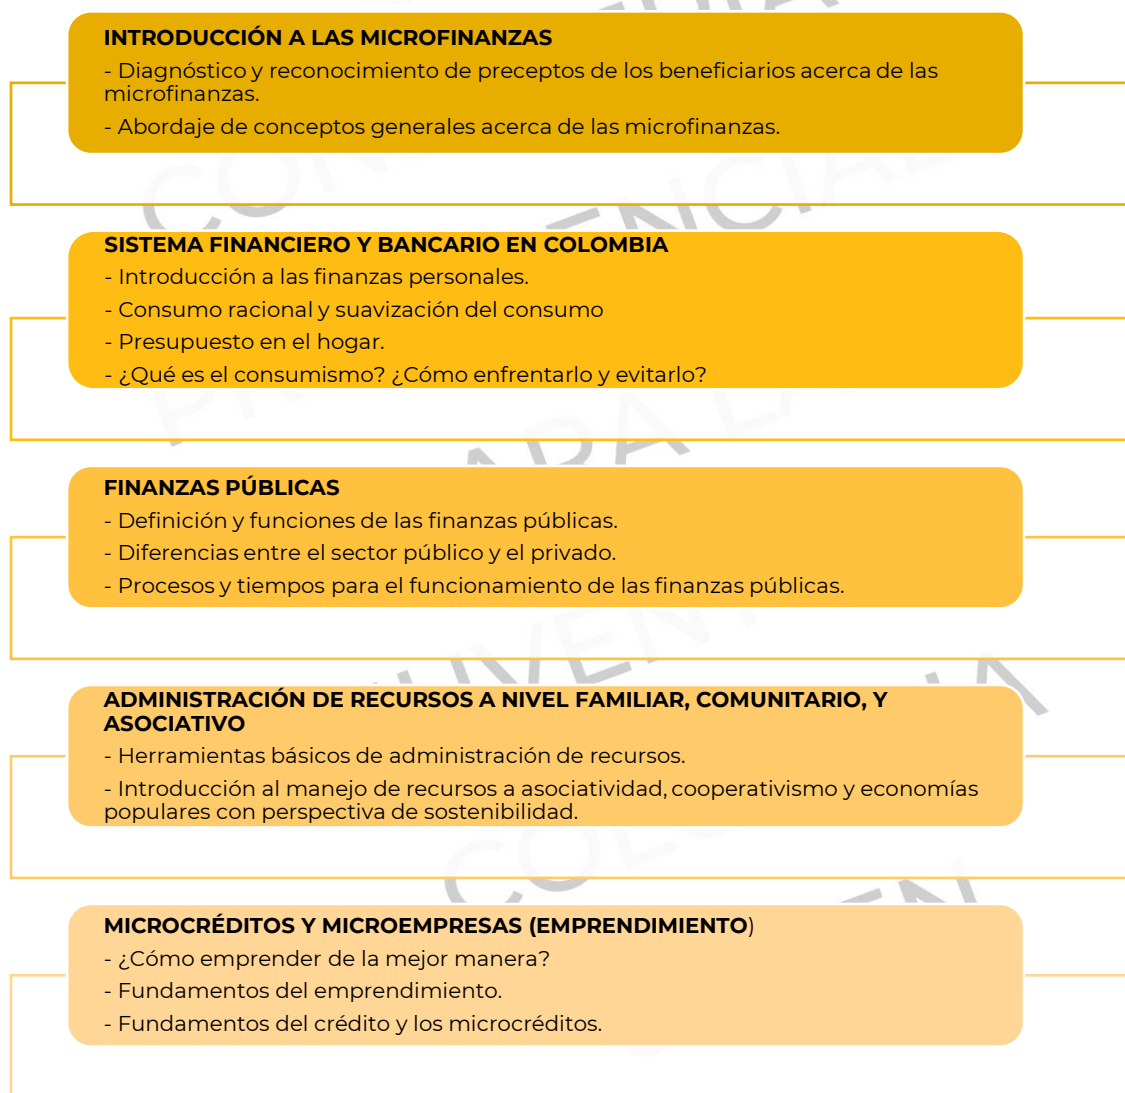 INTRODUCCIÓN A LAS MICROFINANZAS
- Diagnóstico y reconocimiento de preceptos de los beneficiarios acerca de las
microfinanzas.
- Abordaje de conceptos generales acerca de las microfinanzas.
SISTEMA FINANCIERO Y BANCARIO EN COLOMBIA
- Introducción a las finanzas personales.
- Consumo racional y suavización del consumo
- Presupuesto en el hogar.
- ¿Qué es el consumismo? ¿Cómo enfrentarlo y evitarlo?
FINANZAS PÚBLICAS
- Definición y funciones de las finanzas públicas.
- Diferencias entre el sector público y el privado.
- Procesos y tiempos para el funcionamiento de las finanzas públicas.
ADMINISTRACIÓN DE RECURSOS A NIVEL FAMILIAR, COMUNITARIO, Y
ASOCIATIVO
- Herramientas básicos de administración de recursos.
- Introducción al manejo de recursos a asociatividad, cooperativismo y economías
populares con perspectiva de sostenibilidad.
MICROCRÉDITOS Y MICROEMPRESAS (EMPRENDIMIENTO)
- ¿Cómo emprender de la mejor manera?
- Fundamentos del emprendimiento.
- Fundamentos del crédito y los microcréditos.